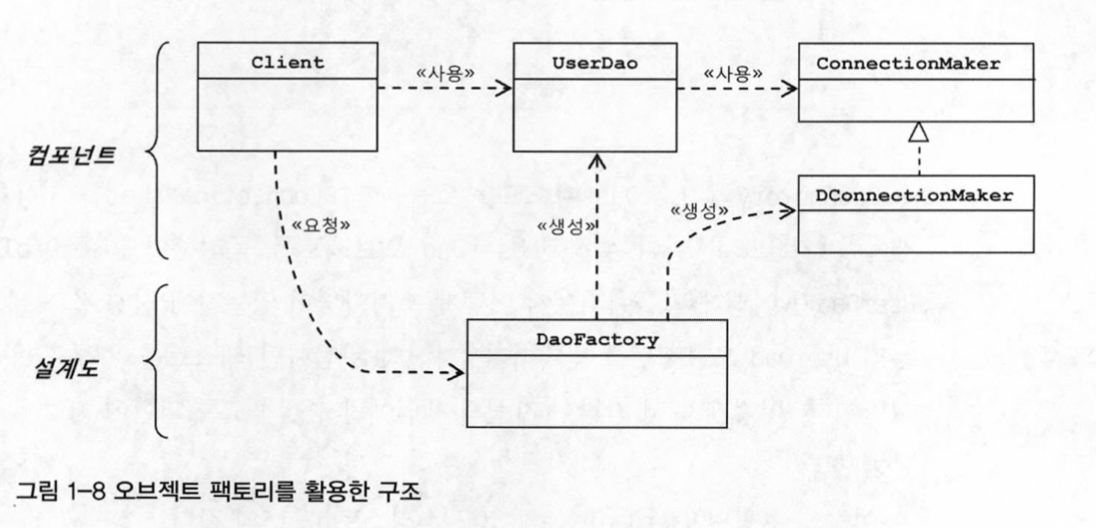 Client
«사용»
UserDao
«사용»
ConnectionMaker
컴포넌트
DConnectionMaker
«요청»
«생성»
«생성»
DaoFactory
설계도
그림 1-8 오브젝트 팩토리를 활용한 구조